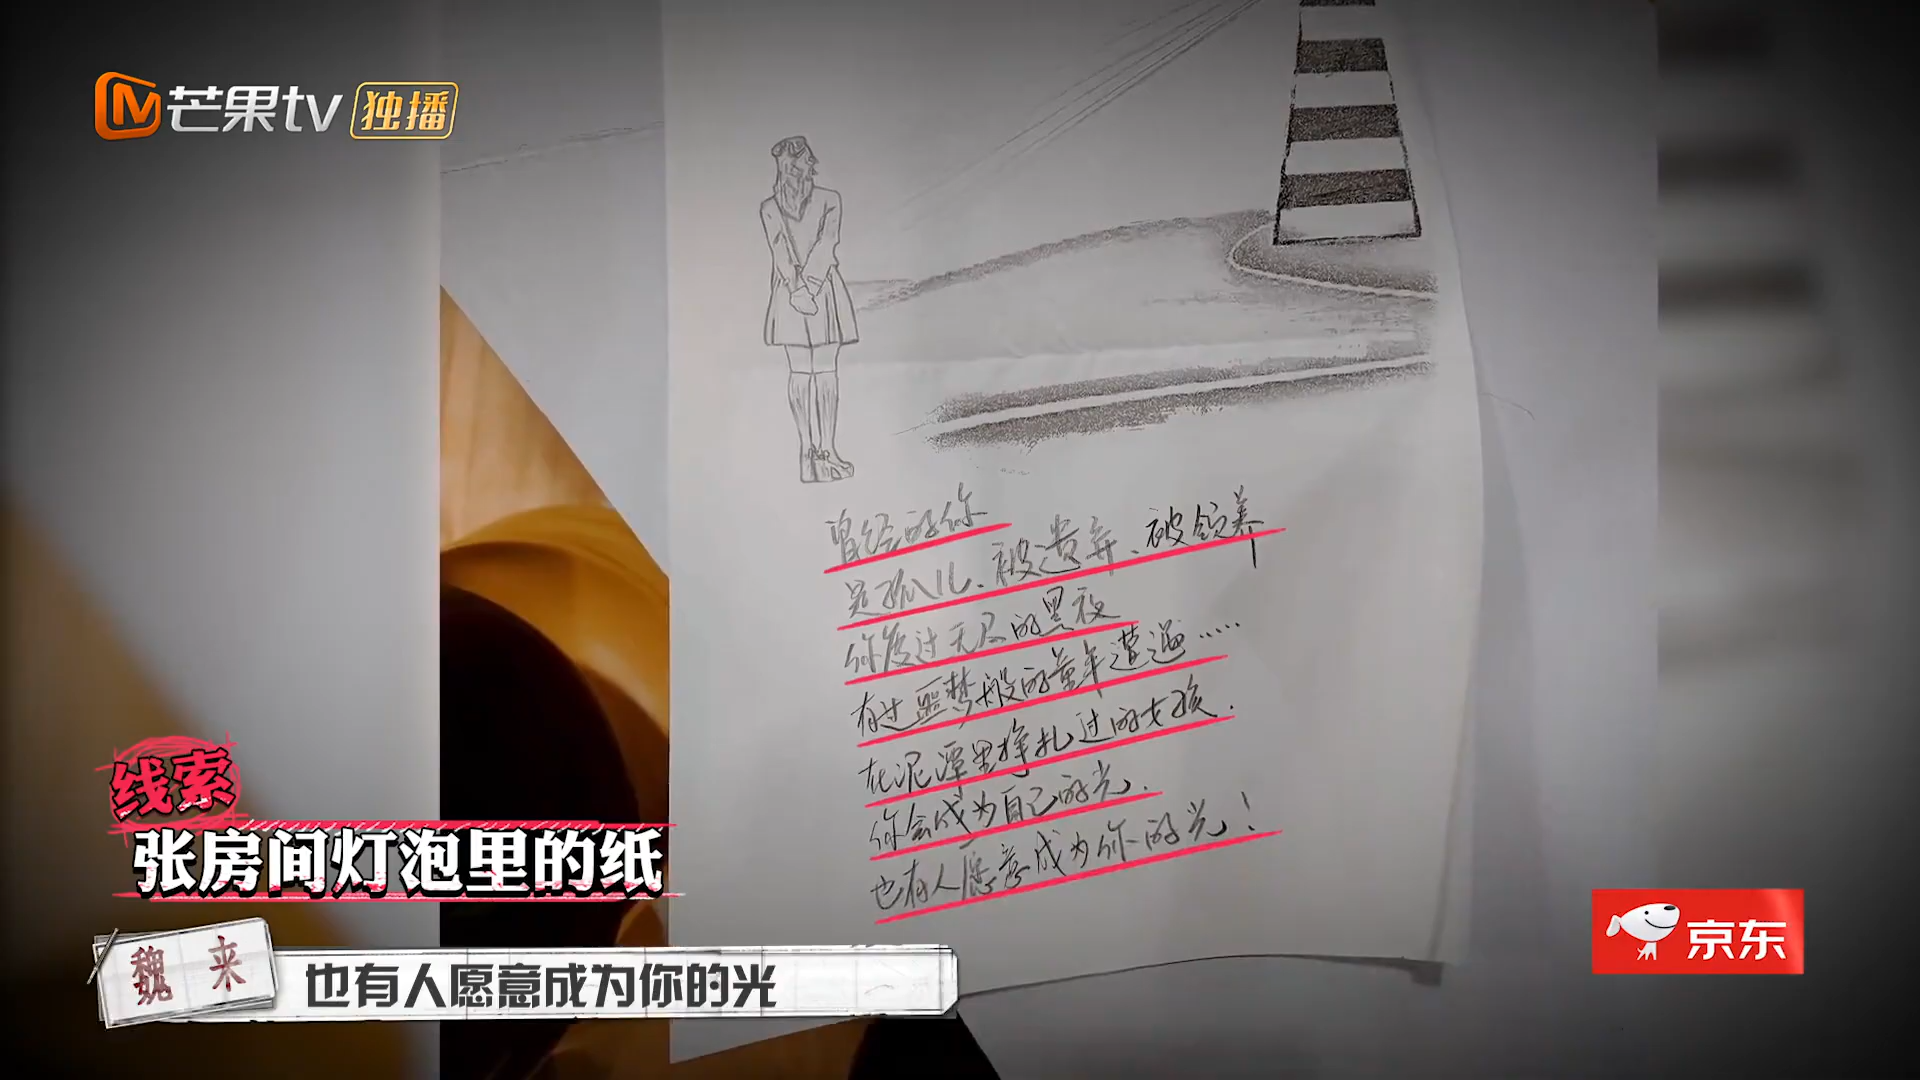 芒果tv 独播
曾经的你
是孤儿、被遗弃、被领养
你度过无尽的黑夜
有过噩梦般的童年遭遇……
在泥潭里挣扎过的女孩.
你会成为自己的光.
也有人愿意成为你的光!
线索
张房间灯泡里的纸
魏来
也有人愿意成为你的光
京东